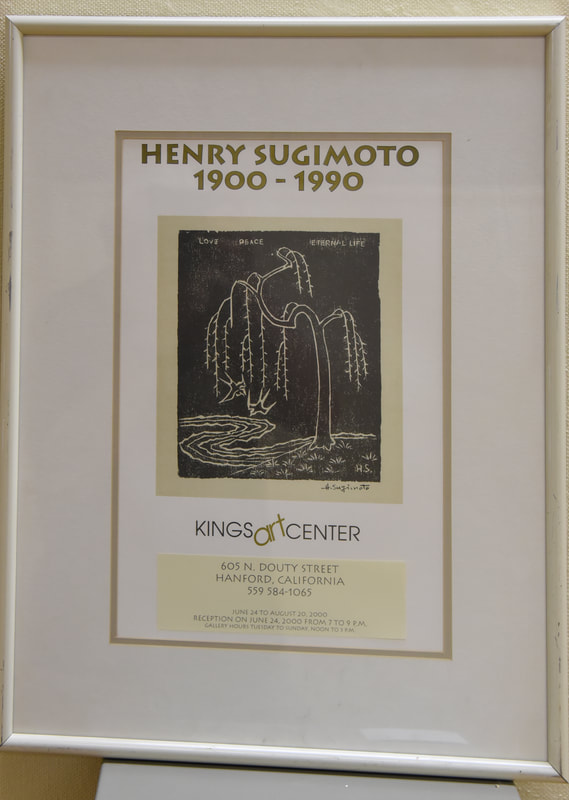 HENRY SUGIMOTO
1900 - 1990
LOVE PEACE ETERNAL LIFE
H.S.
H. Sugimoto
KINGS art CENTER
605 N. DOUTY STREET
HANFORD, CALIFORNIA
559 584-1065
JUNE 24 TO AUGUST 20, 2000
RECEPTION ON JUNE 24, 2000 FROM 7 TO 9 P.M.
GALLERY HOURS TUESDAY TO SUNDAY, NOON TO 5 P.M.